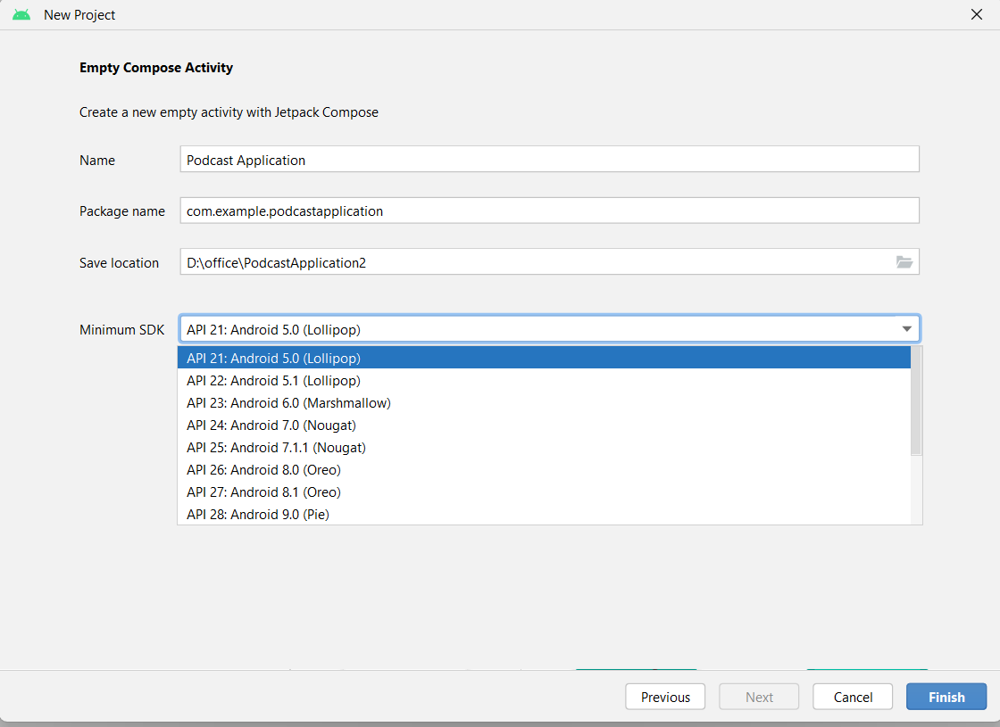 New Project
Empty Compose Activity
Create a new empty activity with Jetpack Compose
Name Podcast Application
Package name com.example.podcastapplication
Save location D:\office\PodcastApplication2
Minimum SDK API 21: Android 5.0 (Lollipop)
API 21: Android 5.0 (Lollipop)
API 22: Android 5.1 (Lollipop)
API 23: Android 6.0 (Marshmallow)
API 24: Android 7.0 (Nougat)
API 25: Android 7.1.1 (Nougat)
API 26: Android 8.0 (Oreo)
API 27: Android 8.1 (Oreo)
API 28: Android 9.0 (Pie)
Previous Next Cancel Finish